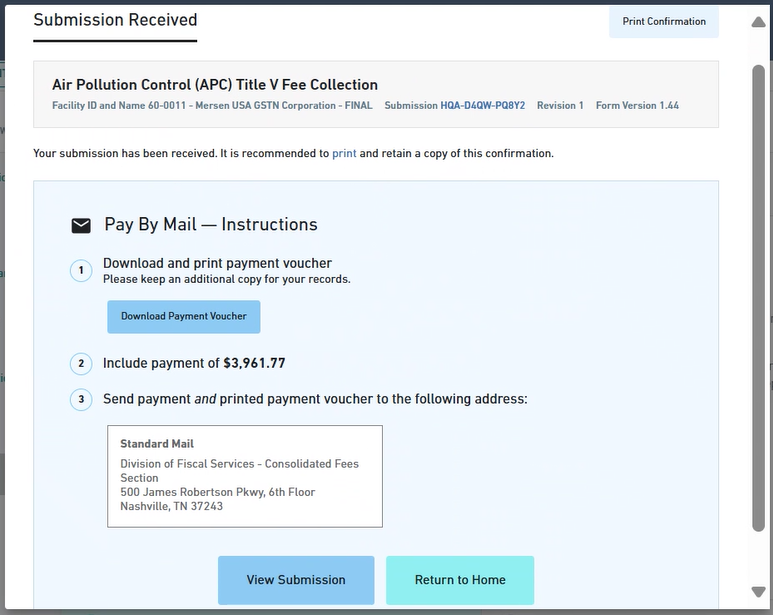 Submission Received
Print Confirmation
Air Pollution Control (APC) Title V Fee Collection
Facility ID and Name 60-0011 - Mersen USA GSTN Corporation - FINAL Submission HQA-D4QW-PQ8Y2 Revision 1 Form Version 1.44
Your submission has been received. It is recommended to print and retain a copy of this confirmation.
Pay By Mail — Instructions
1 Download and print payment voucher
Please keep an additional copy for your records.
Download Payment Voucher
2 Include payment of $3,961.77
3 Send payment and printed payment voucher to the following address:
Standard Mail
Division of Fiscal Services - Consolidated Fees
Section
500 James Robertson Pkwy, 6th Floor
Nashville, TN 37243
View Submission
Return to Home